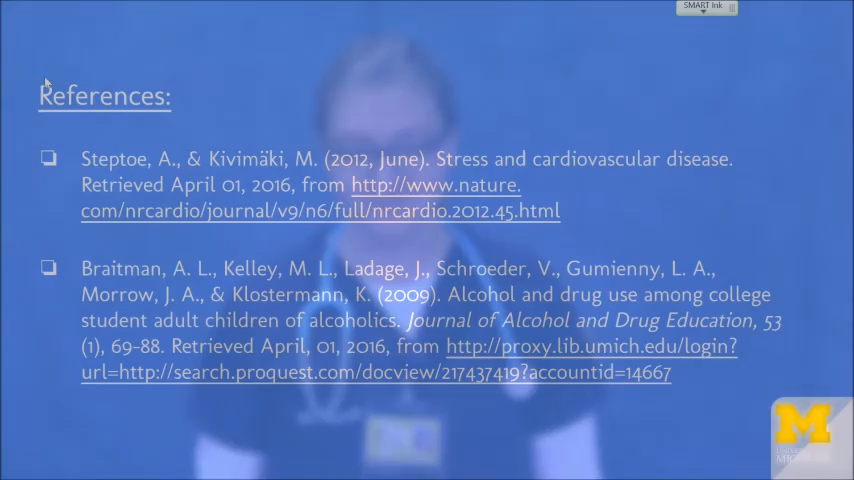 SMART Ink
References:
❑ Steptoe, A., & Kivimäki, M. (2012, June). Stress and cardiovascular disease.
Retrieved April 01, 2016, from http://www.nature.
com/nrcardio/journal/v9/n6/full/nrcardio.2012.45.html
❑ Braitman, A. L., Kelley, M. L., Ladage, J., Schroeder, V., Gumienny, L. A.,
Morrow, J. A., & Klostermann, K. (2009). Alcohol and drug use among college
student adult children of alcoholics. Journal of Alcohol and Drug Education, 53
(1), 69-88. Retrieved April, 01, 2016, from http://proxy.lib.umich.edu/login?
url=http://search.proquest.com/docview/217437419?accountid=14667
M